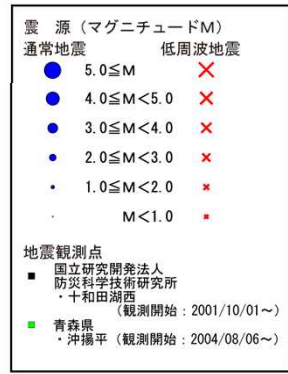 震 源（マグニチュードM）
通常地震 低周波地震
5.0≦M
4.0≦M<5.0
3.0≦M<4.0
2.0≦M<3.0
1.0≦M<2.0
M<1.0
地震観測点
国立研究開発法人
防災科学技術研究所
・十和田湖西
（観測開始：2001/10/01～）
青森県
・沖揚平（観測開始：2004/08/06～）